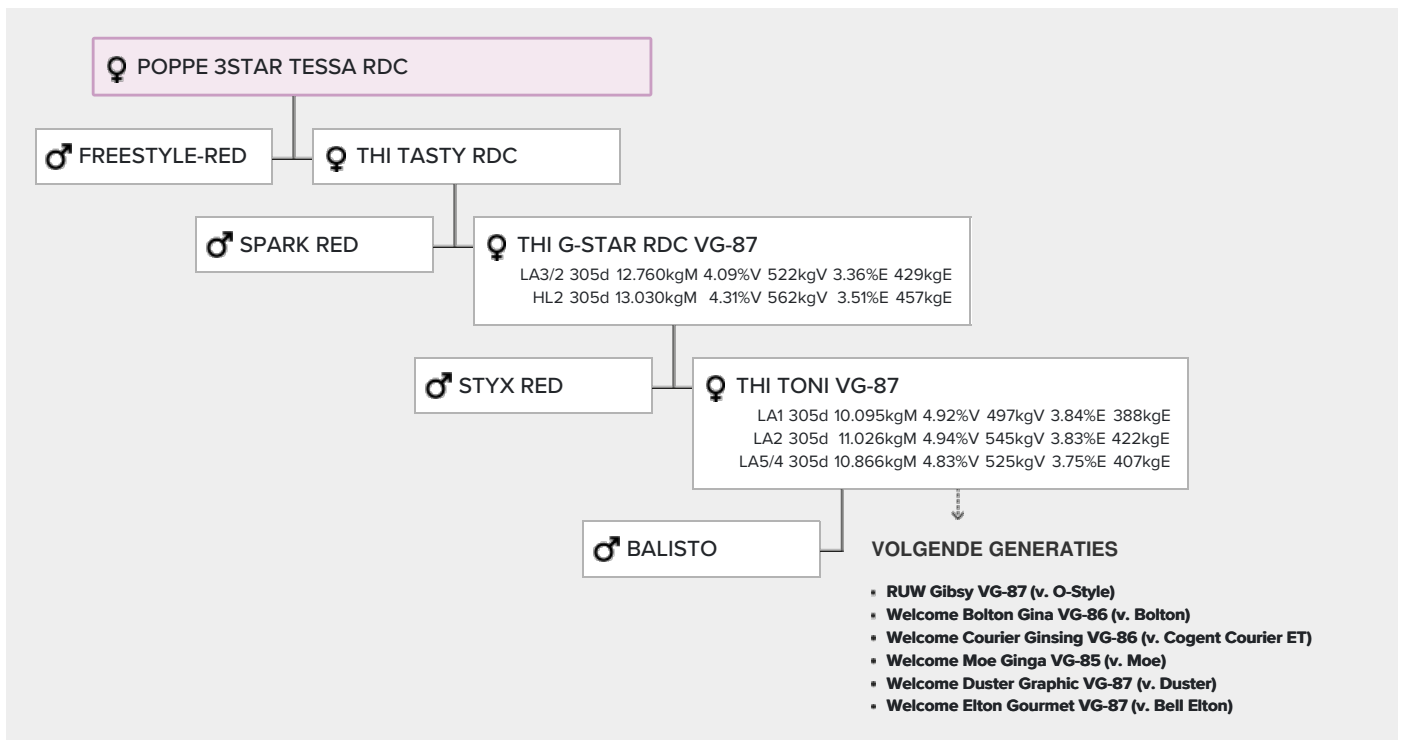 POPPE 3STAR TESSA RDC
FREESTYLE-RED
THI TASTY RDC
SPARK RED
THI G-STAR RDC VG-87
LA3/2 305d 12.760kgM 4.09%V 522kgV 3.36%E 429kgE
HL2 305d 13.030kgM 4.31%V 562kgV 3.51%E 457kgE
STYX RED
THI TONI VG-87
LA1 305d 10.095kgM 4.92%V 497kgV 3.84%E 388kgE
LA2 305d 11.026kgM 4.94%V 545kgV 3.83%E 422kgE
LA5/4 305d 10.866kgM 4.83%V 525kgV 3.75%E 407kgE
BALISTO
VOLGENDE GENERATIES
• RUW Gibsy VG-87 (v. O-Style)
• Welcome Bolton Gina VG-86 (v. Bolton)
• Welcome Courier Ginsing VG-86 (v. Cogent Courier ET)
• Welcome Moe Ginga VG-85 (v. Moe)
• Welcome Duster Graphic VG-87 (v. Duster)
• Welcome Elton Gourmet VG-87 (v. Bell Elton)